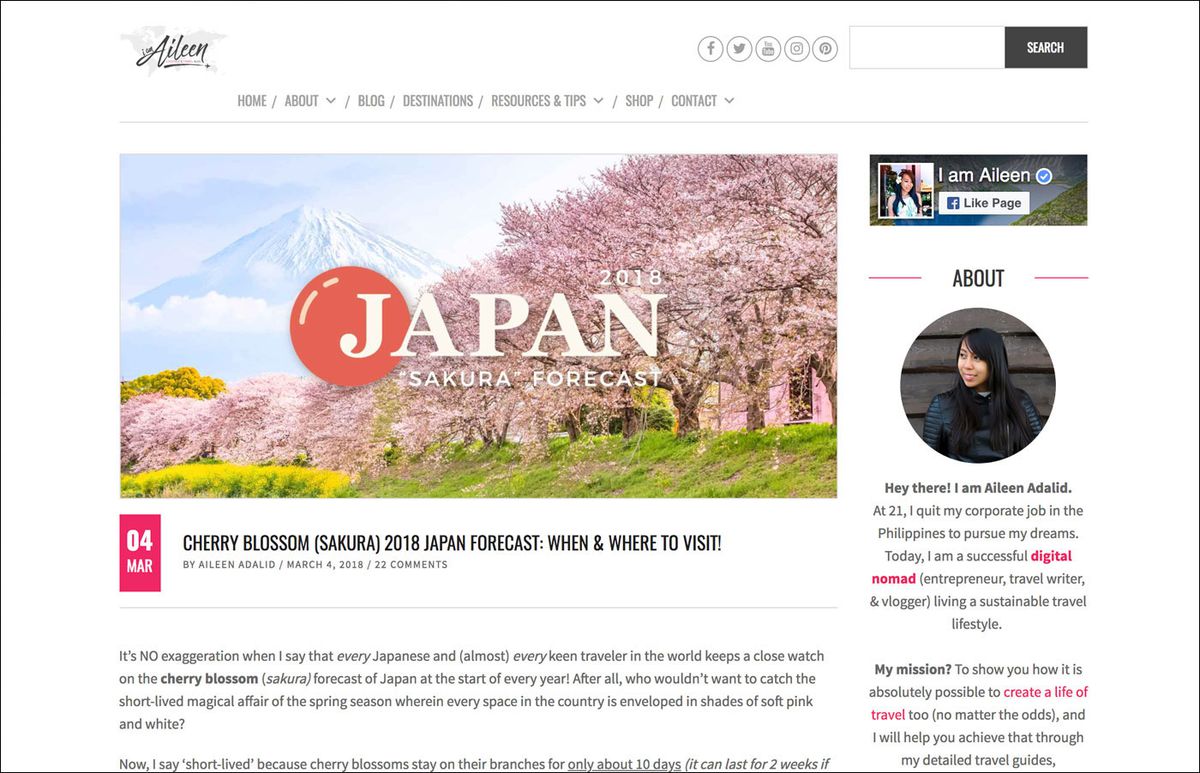 i am
Aileen
SEARCH
HOME / ABOUT / BLOG / DESTINATIONS / RESOURCES & TIPS / SHOP / CONTACT
2018
JAPAN
"SAKURA" FORECAST
04
MAR
CHERRY BLOSSOM (SAKURA) 2018 JAPAN FORECAST: WHEN & WHERE TO VISIT!
BY AILEEN ADALID / MARCH 4, 2018 / 22 COMMENTS
It’s NO exaggeration when I say that every Japanese and (almost) every keen traveler in the world keeps a close watch
on the cherry blossom (sakura) forecast of Japan at the start of every year! After all, who wouldn’t want to catch the
short-lived magical affair of the spring season wherein every space in the country is enveloped in shades of soft pink
and white?
Now, I say ‘short-lived’ because cherry blossoms stay on their branches for only about 10 days (it can last for 2 weeks if
I am Aileen
Like Page
ABOUT
Hey there! I am Aileen Adalid.
At 21, I quit my corporate job in the
Philippines to pursue my dreams.
Today, I am a successful digital
nomad (entrepreneur, travel writer,
& vlogger) living a sustainable travel
lifestyle.
My mission? To show you how it is
absolutely possible to create a life of
travel too (no matter the odds), and
I will help you achieve that through
my detailed travel guides,